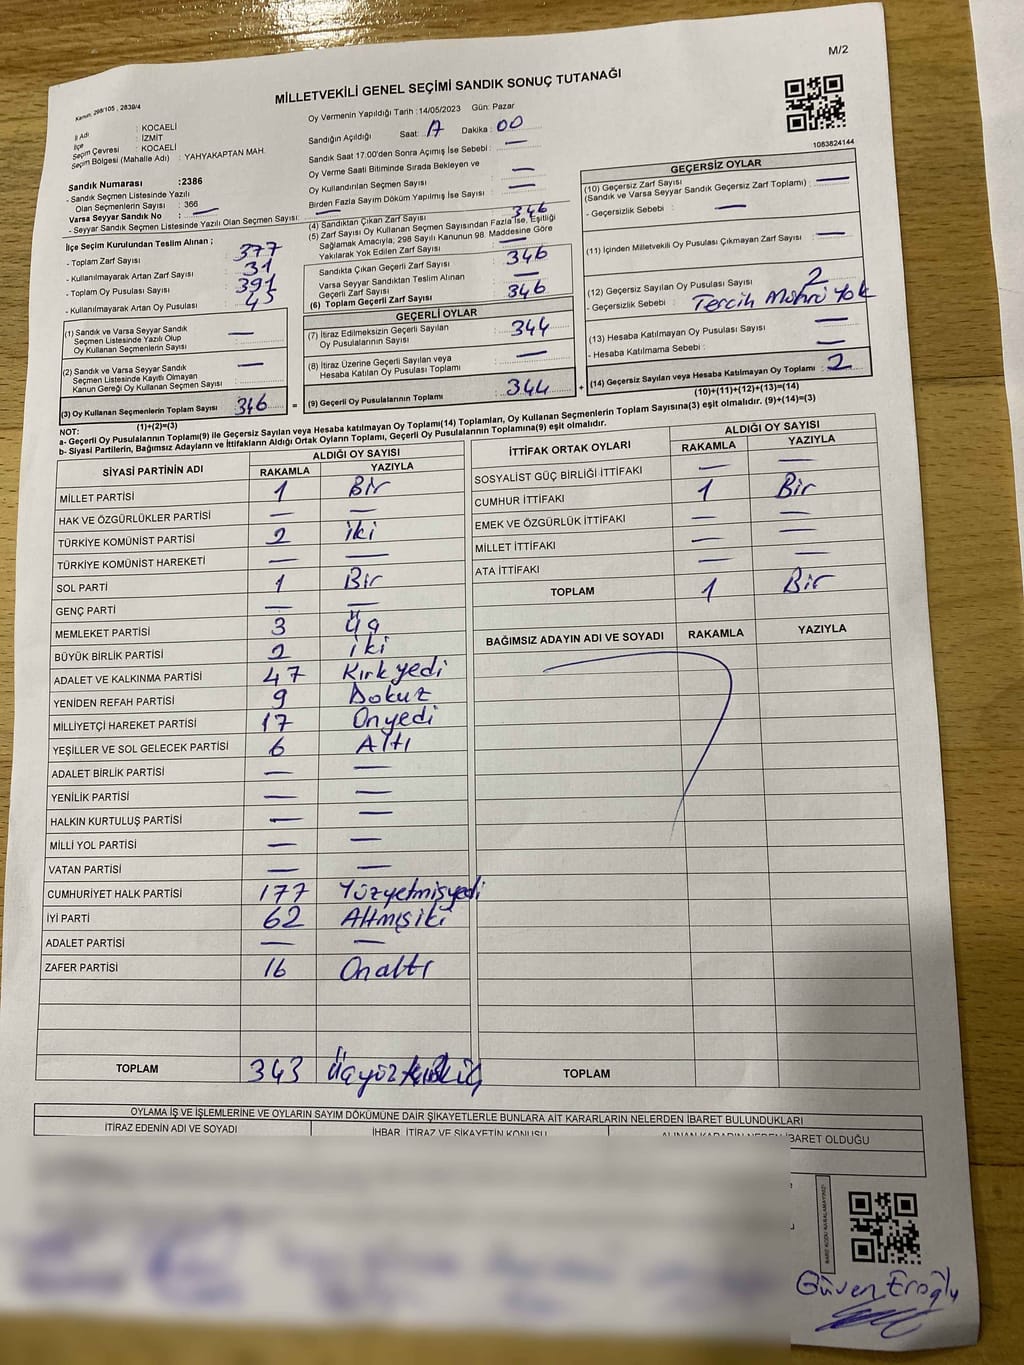 M/2
MİLLETVEKİLİ GENEL SEÇİMİ SANDIK SONUÇ TUTANAĞI
Kanun: 298/105 , 2839/4
İl Adı : KOCAELİ
İlçe : İZMİT
Seçim Çevresi : KOCAELİ
Seçim Bölgesi (Mahalle Adı) : YAHYAKAPTAN MAH.
Sandık Numarası :2386
- Sandık Seçmen Listesinde Yazılı
Olan Seçmenlerin Sayısı : 366
Varsa Seyyar Sandık No : —
- Seyyar Sandık Seçmen Listesinde Yazılı Olan Seçmen Sayısı: —
Oy Vermenin Yapıldığı Tarih :14/05/2023 Gün: Pazar
Sandığın Açıldığı Saat: 17 Dakika : 00
Sandık Saat 17:00'den Sonra Açımış İse Sebebi : —
Oy Verme Saati Bitiminde Sırada Bekleyen ve
Oy Kullandırılan Seçmen Sayısı —
Birden Fazla Sayım Döküm Yapılmış İse Sayısı —
1083824144
İlçe Seçim Kurulundan Teslim Alınan ;
- Toplam Zarf Sayısı : 377
- Kullanılmayarak Artan Zarf Sayısı : 31
- Toplam Oy Pusulası Sayısı : 391
- Kullanılmayarak Artan Oy Pusulası : 45
(1) Sandık ve Varsa Seyyar Sandık
Seçmen Listesinde Yazılı Olup
Oy Kullanan Seçmenlerin Sayısı : —
(2) Sandık ve Varsa Seyyar Sandık
Seçmen Listesinde Kayıtlı Olmayan
Kanun Gereği Oy Kullanan Seçmen Sayısı : —
(3) Oy Kullanan Seçmenlerin Toplam Sayısı : 346 =
(1)+(2)=(3)
(4) Sandıktan Çıkan Zarf Sayısı : 346
(5) Zarf Sayısı Oy Kullanan Seçmen Sayısından Fazla İse, Eşitliği
Sağlamak Amacıyla; 298 Sayılı Kanunun 98. Maddesine Göre
Yakılarak Yok Edilen Zarf Sayısı : —
Sandıkta Çıkan Geçerli Zarf Sayısı : 346
Varsa Seyyar Sandıktan Teslim Alınan
Geçerli Zarf Sayısı : —
(6) Toplam Geçerli Zarf Sayısı : 346
GEÇERLİ OYLAR
(7) İtiraz Edilmeksizin Geçerli Sayılan
Oy Pusulalarının Sayısı : 344
(8) İtiraz Üzerine Geçerli Sayılan veya
Hesaba Katılan Oy Pusulası Toplamı : —
(9) Geçerli Oy Pusulalarının Toplamı : 344 +
GEÇERSİZ OYLAR
(10) Geçersiz Zarf Sayısı
(Sandık ve Varsa Seyyar Sandık Geçersiz Zarf Toplamı) : —
- Geçersizlik Sebebi : —
(11) İçinden Milletvekili Oy Pusulası Çıkmayan Zarf Sayısı : —
(12) Geçersiz Sayılan Oy Pusulası Sayısı : 2
- Geçersizlik Sebebi : Tercih Mührü Yok
(13) Hesaba Katılmayan Oy Pusulası Sayısı : —
- Hesaba Katılmama Sebebi : —
(14) Geçersiz Sayılan veya Hesaba Katılmayan Oy Toplamı : 2
(10)+(11)+(12)+(13)=(14)
NOT:
a- Geçerli Oy Pusulalarının Toplamı(9) ile Geçersiz Sayılan veya Hesaba katılmayan Oy Toplamı(14) Toplamları, Oy Kullanan Seçmenlerin Toplam Sayısına(3) eşit olmalıdır. (9)+(14)=(3)
b- Siyasi Partilerin, Bağımsız Adayların ve İttifakların Aldığı Ortak Oyların Toplamı, Geçerli Oy Pusulalarının Toplamına(9) eşit olmalıdır.
SİYASİ PARTİNİN ADI ALDIĞI OY SAYISI
RAKAMLA YAZIYLA
MİLLET PARTİSİ 1 Bir
HAK VE ÖZGÜRLÜKLER PARTİSİ — —
TÜRKİYE KOMÜNİST PARTİSİ 2 iki
TÜRKİYE KOMÜNİST HAREKETİ — —
SOL PARTİ 1 Bir
GENÇ PARTİ — —
MEMLEKET PARTİSİ 3 Üç
BÜYÜK BİRLİK PARTİSİ 2 iki
ADALET VE KALKINMA PARTİSİ 47 Kırkyedi
YENİDEN REFAH PARTİSİ 9 Dokuz
MİLLİYETÇİ HAREKET PARTİSİ 17 Onyedi
YEŞİLLER VE SOL GELECEK PARTİSİ 6 Altı
ADALET BİRLİK PARTİSİ — —
YENİLİK PARTİSİ — —
HALKIN KURTULUŞ PARTİSİ — —
MİLLİ YOL PARTİSİ — —
VATAN PARTİSİ — —
CUMHURİYET HALK PARTİSİ 177 Yüzyetmişyedi
İYİ PARTİ 62 Altmışiki
ADALET PARTİSİ — —
ZAFER PARTİSİ 16 Onaltı
TOPLAM 343
İTTİFAK ORTAK OYLARI ALDIĞI OY SAYISI
RAKAMLA YAZIYLA
SOSYALİST GÜÇ BİRLİĞİ İTTİFAKI — —
CUMHUR İTTİFAKI 1 Bir
EMEK VE ÖZGÜRLÜK İTTİFAKI — —
MİLLET İTTİFAKI — —
ATA İTTİFAKI — —
TOPLAM 1 Bir
BAĞIMSIZ ADAYIN ADI VE SOYADI RAKAMLA YAZIYLA
TOPLAM
OYLAMA İŞ VE İŞLEMLERİNE VE OYLARIN SAYIM DÖKÜMÜNE DAİR ŞİKAYETLERLE BUNLARA AİT KARARLARIN NELERDEN İBARET BULUNDUKLARI
İTİRAZ EDENİN ADI VE SOYADI İHBAR, İTİRAZ VE ŞİKAYETİN KONUSU ALINAN KARARIN NEDEN İBARET OLDUĞU
Güven Eroğlu